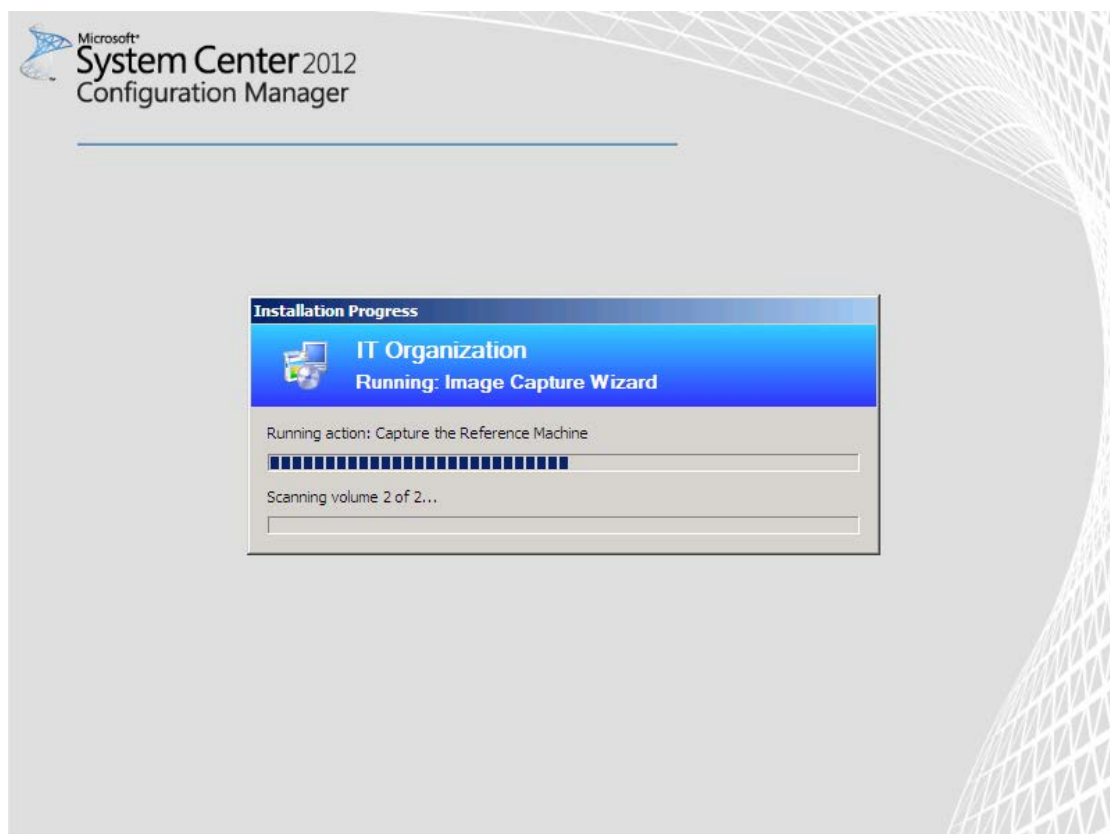 Microsoft®
System Center 2012
Configuration Manager
Installation Progress
IT Organization
Running: Image Capture Wizard
Running action: Capture the Reference Machine
Scanning volume 2 of 2...